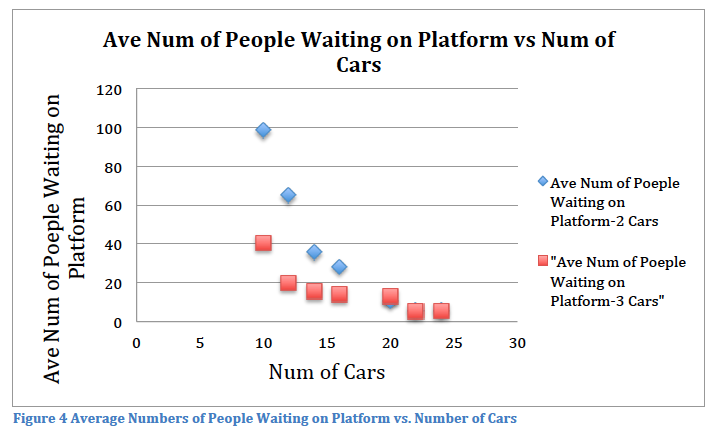 Ave Num of People Waiting on Platform vs Num of
Cars
Ave Num of Poeple Waiting on
Platform
120
100
80
60
40
20
0
0 5 10 15 20 25 30
Num of Cars
Ave Num of Poeple
Waiting on
Platform-2 Cars
"Ave Num of Poeple
Waiting on
Platform-3 Cars"
Figure 4 Average Numbers of People Waiting on Platform vs. Number of Cars